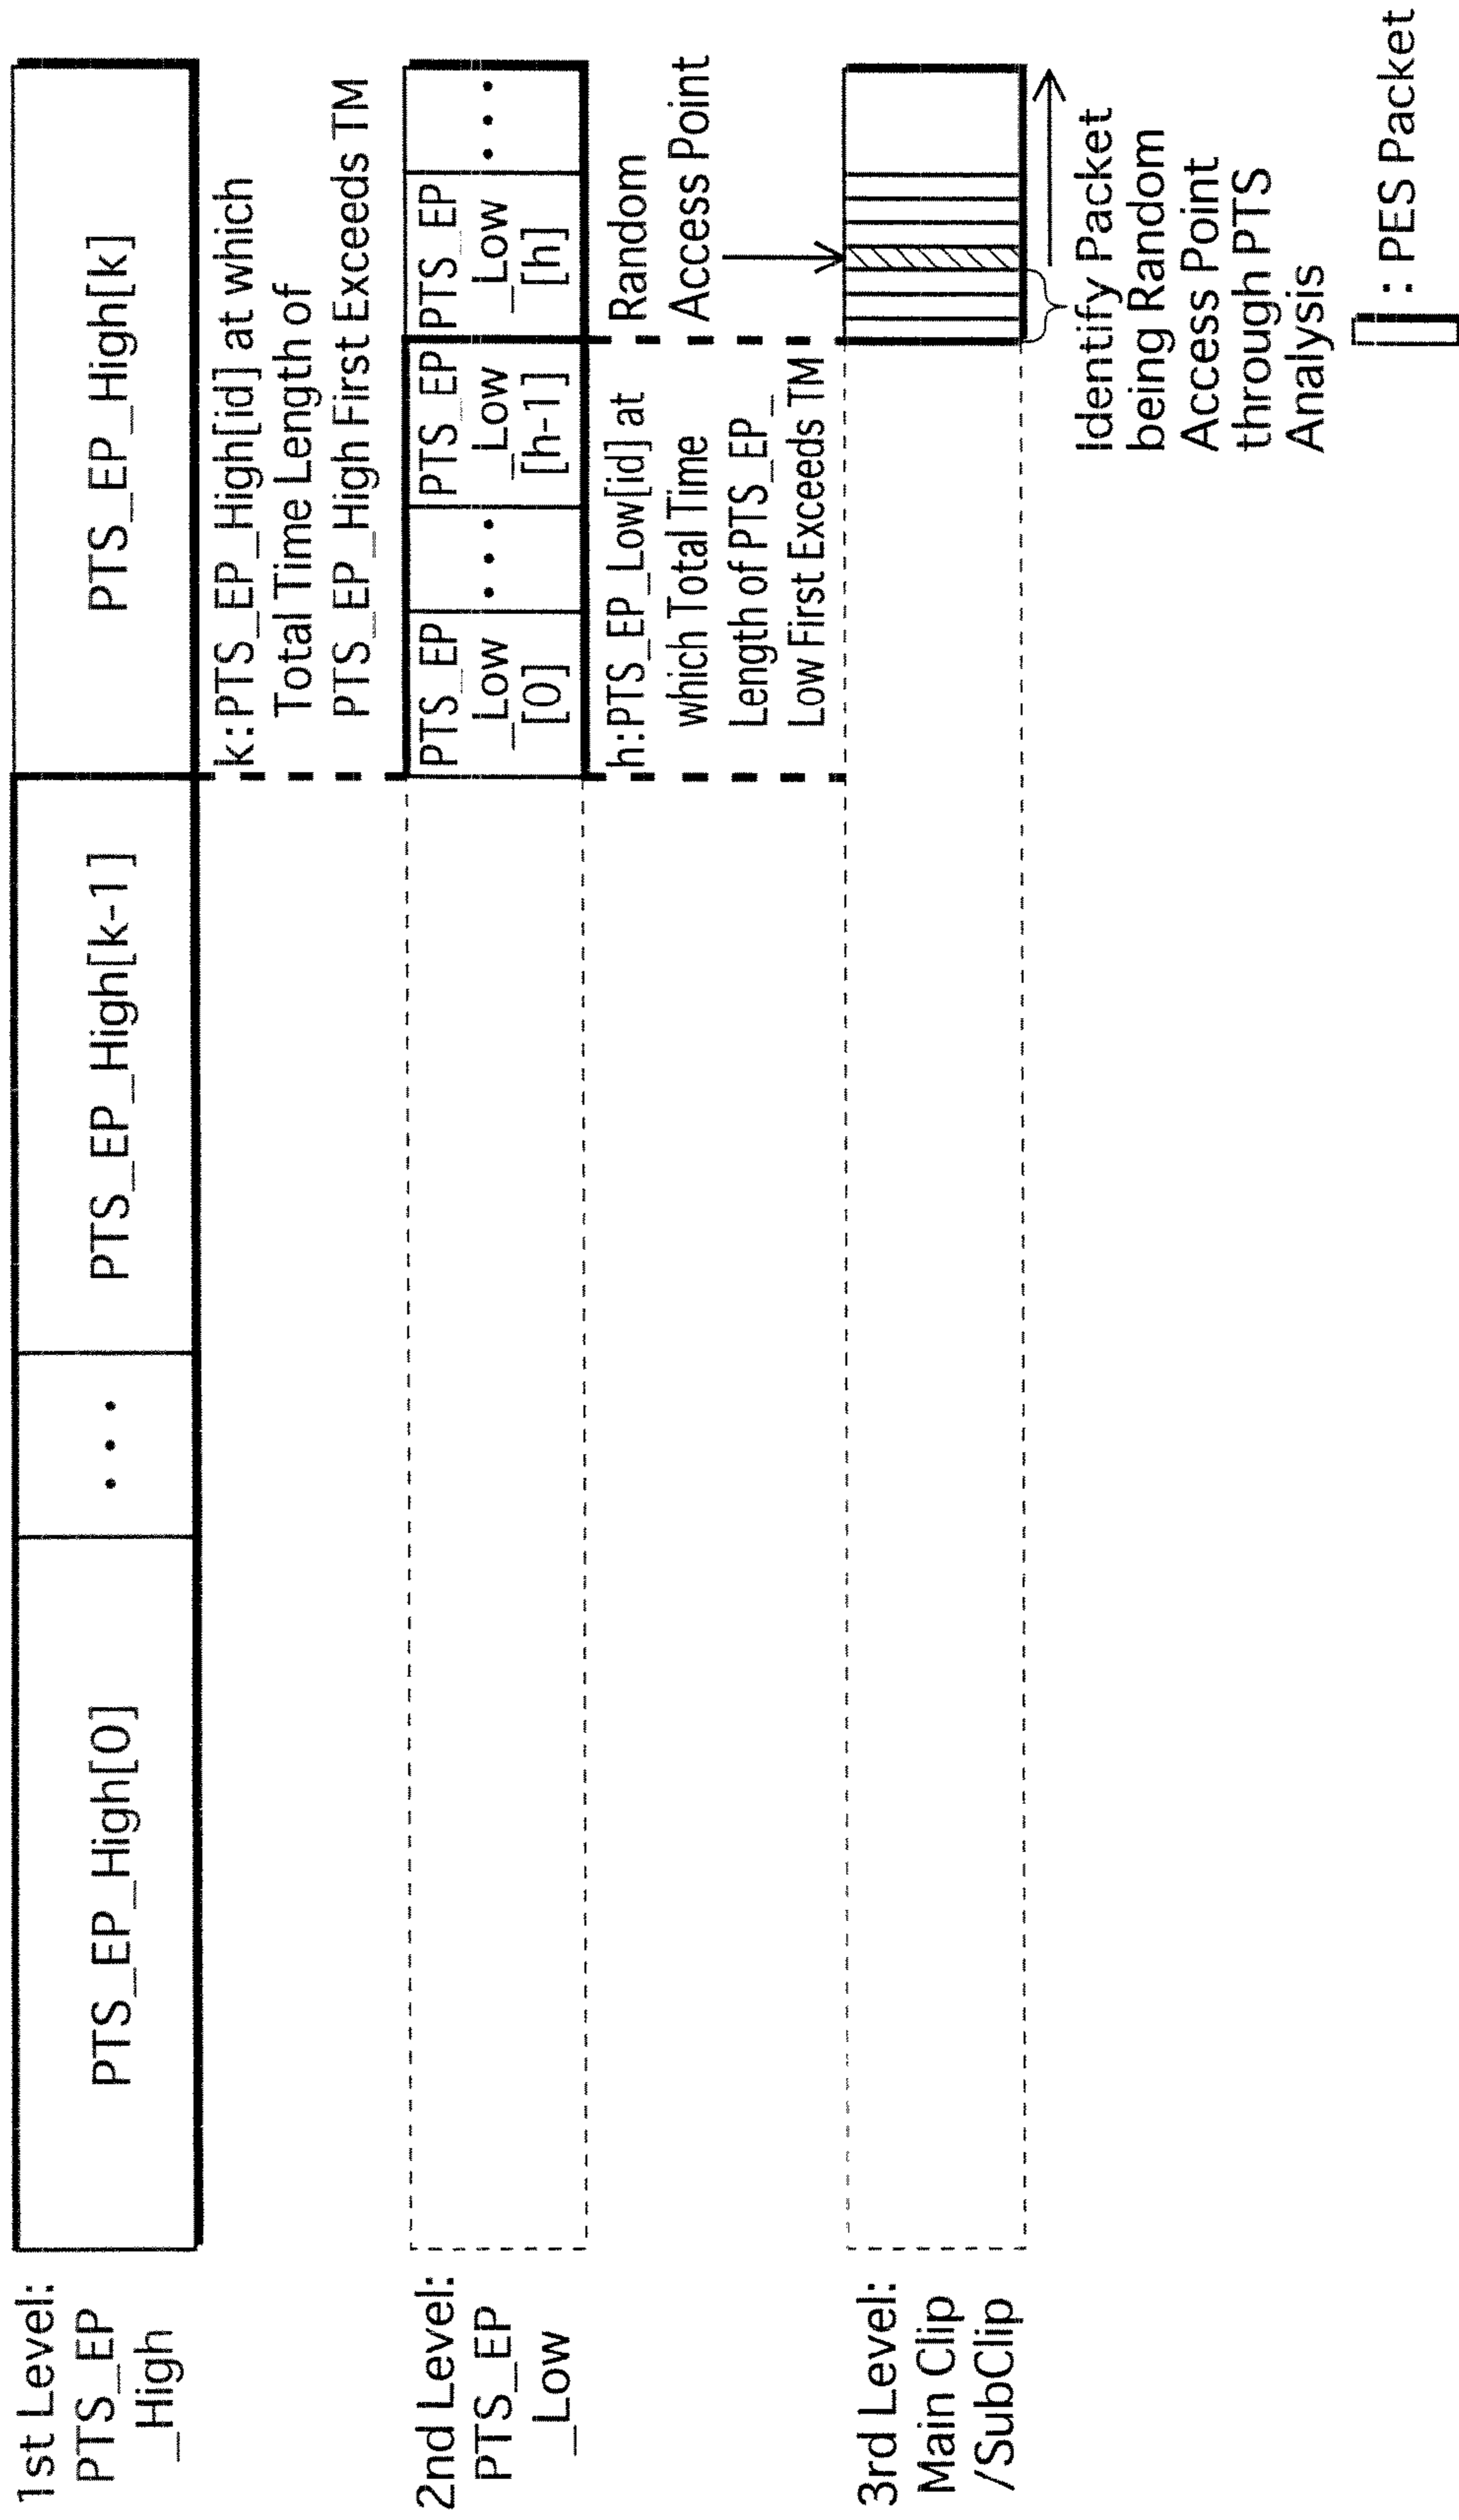 1st Level:
PTS_EP
_High
PTS_EP_High[0]
• • •
PTS_EP_High[k-1]
PTS_EP_High[k]
k:PTS_EP_High[id] at which
Total Time Length of
PTS_EP_High First Exceeds TM
2nd Level:
PTS_EP
_Low
PTS_EP
_Low
[0]
• • •
PTS_EP
_Low
[h-1]
PTS_EP
_Low
[h]
• • •
h:PTS_EP_Low[id] at
which Total Time
Length of PTS_EP_
Low First Exceeds TM
Random
Access Point
3rd Level:
Main Clip
/SubClip
Identify Packet
being Random
Access Point
through PTS
Analysis
: PES Packet